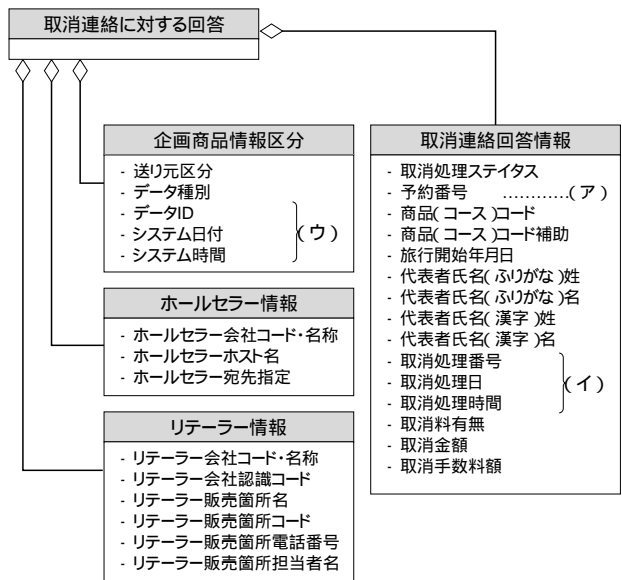 取消連絡に対する回答
企画商品情報区分
- 送り元区分
- データ種別
- データID
- システム日付
- システム時間
(ウ)
ホールセラー情報
- ホールセラー会社コード・名称
- ホールセラーホスト名
- ホールセラー宛先指定
リテーラー情報
- リテーラー会社コード・名称
- リテーラー会社認識コード
- リテーラー販売箇所名
- リテーラー販売箇所コード
- リテーラー販売箇所電話番号
- リテーラー販売箇所担当者名
取消連絡回答情報
- 取消処理ステイタス
- 予約番号 …………(ア)
- 商品(コース)コード
- 商品(コース)コード補助
- 旅行開始年月日
- 代表者氏名(ふりがな)姓
- 代表者氏名(ふりがな)名
- 代表者氏名(漢字)姓
- 代表者氏名(漢字)名
- 取消処理番号
- 取消処理日
- 取消処理時間
(イ)
- 取消料有無
- 取消金額
- 取消手数料額